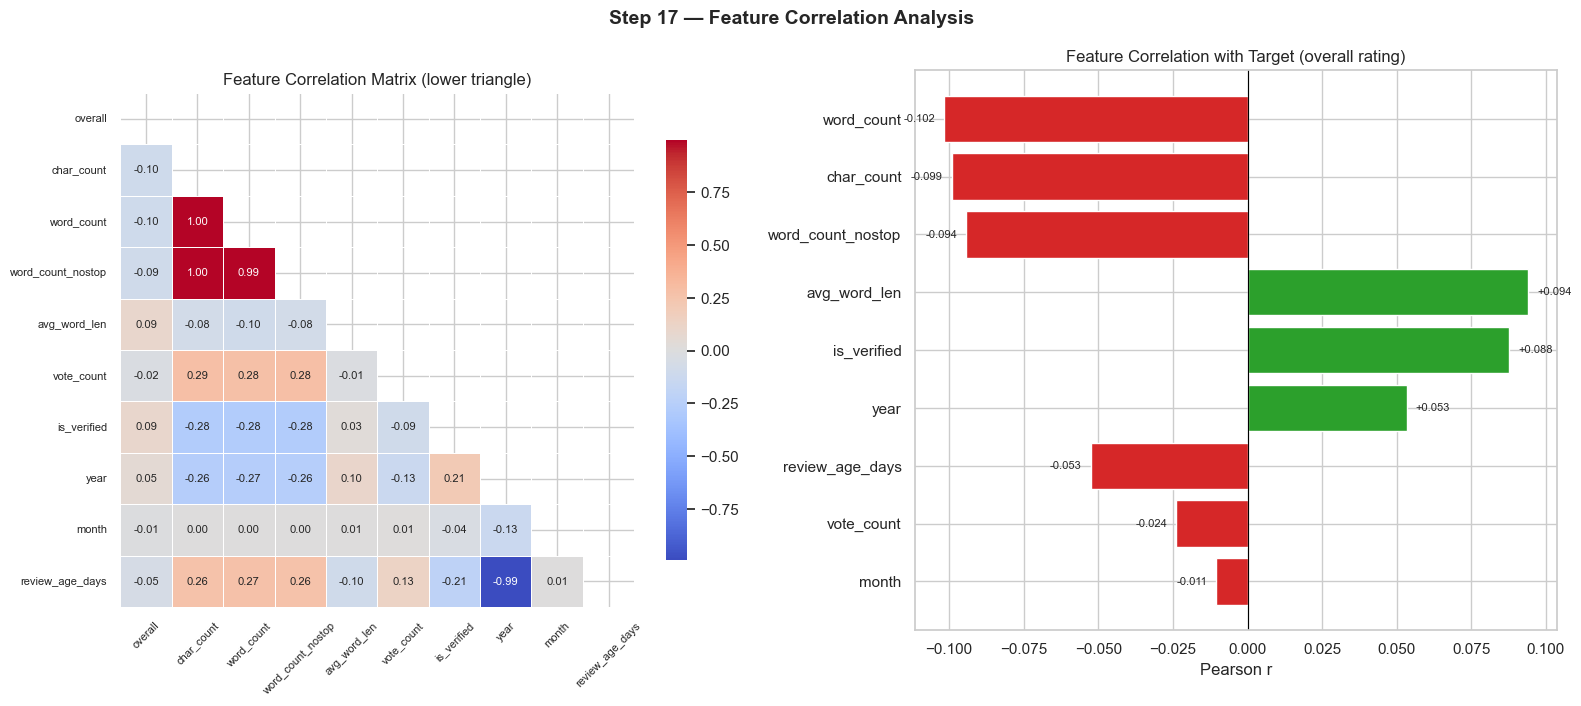 Step 17 — Feature Correlation Analysis
Feature Correlation Matrix (lower triangle)
overall
char_count -0.10
word_count -0.10 1.00
word_count_nostop -0.09 1.00 0.99
avg_word_len 0.09 -0.08 -0.10 -0.08
vote_count -0.02 0.29 0.28 0.28 -0.01
is_verified 0.09 -0.28 -0.28 -0.28 0.03 -0.09
year 0.05 -0.26 -0.27 -0.26 0.10 -0.13 0.21
month -0.01 0.00 0.00 0.00 0.01 0.01 -0.04 -0.13
review_age_days -0.05 0.26 0.27 0.26 -0.10 0.13 -0.21 -0.99 0.01
overall char_count word_count word_count_nostop avg_word_len vote_count is_verified year month review_age_days
0.75
0.50
0.25
0.00
−0.25
−0.50
−0.75
Feature Correlation with Target (overall rating)
word_count -0.102
char_count -0.099
word_count_nostop -0.094
avg_word_len +0.094
is_verified +0.088
year +0.053
review_age_days -0.053
vote_count -0.024
month -0.011
−0.100 −0.075 −0.050 −0.025 0.000 0.025 0.050 0.075 0.100
Pearson r